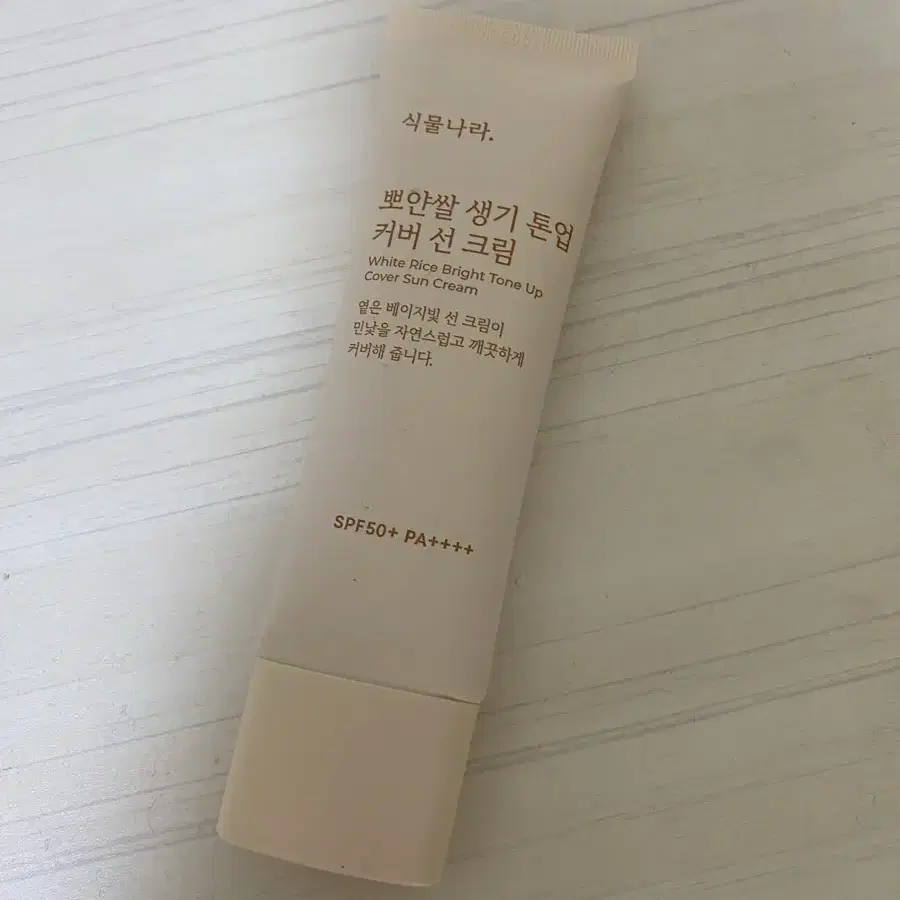 식물나라.
뽀얀쌀 생기 톤업
커버 선 크림
White Rice Bright Tone Up
Cover Sun Cream
옅은 베이지빛 선 크림이
민낯을 자연스럽고 깨끗하게
커버해 줍니다.
SPF50+ PA++++